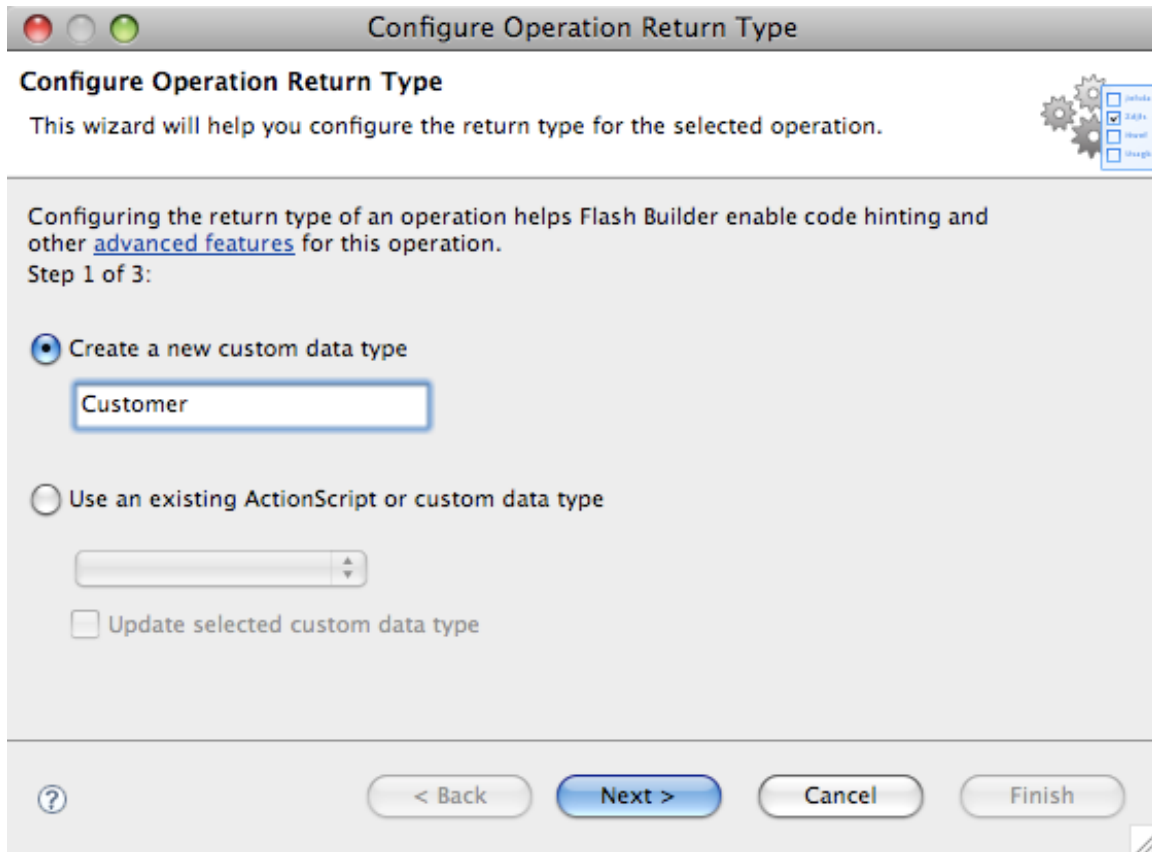 Configure Operation Return Type
Configure Operation Return Type
This wizard will help you configure the return type for the selected operation.
Configuring the return type of an operation helps Flash Builder enable code hinting and
other advanced features for this operation.
Step 1 of 3:
Create a new custom data type
Customer
Use an existing ActionScript or custom data type
Update selected custom data type
? < Back Next > Cancel Finish